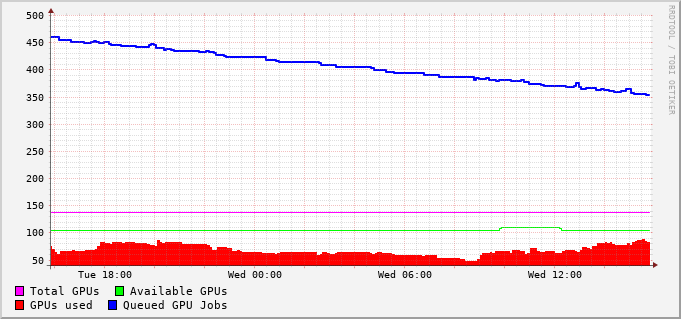 500
450
400
350
300
250
200
150
100
50
Tue 18:00 Wed 00:00 Wed 06:00 Wed 12:00
Total GPUs Available GPUs
GPUs used Queued GPU Jobs
RRDTOOL / TOBI OETIKER